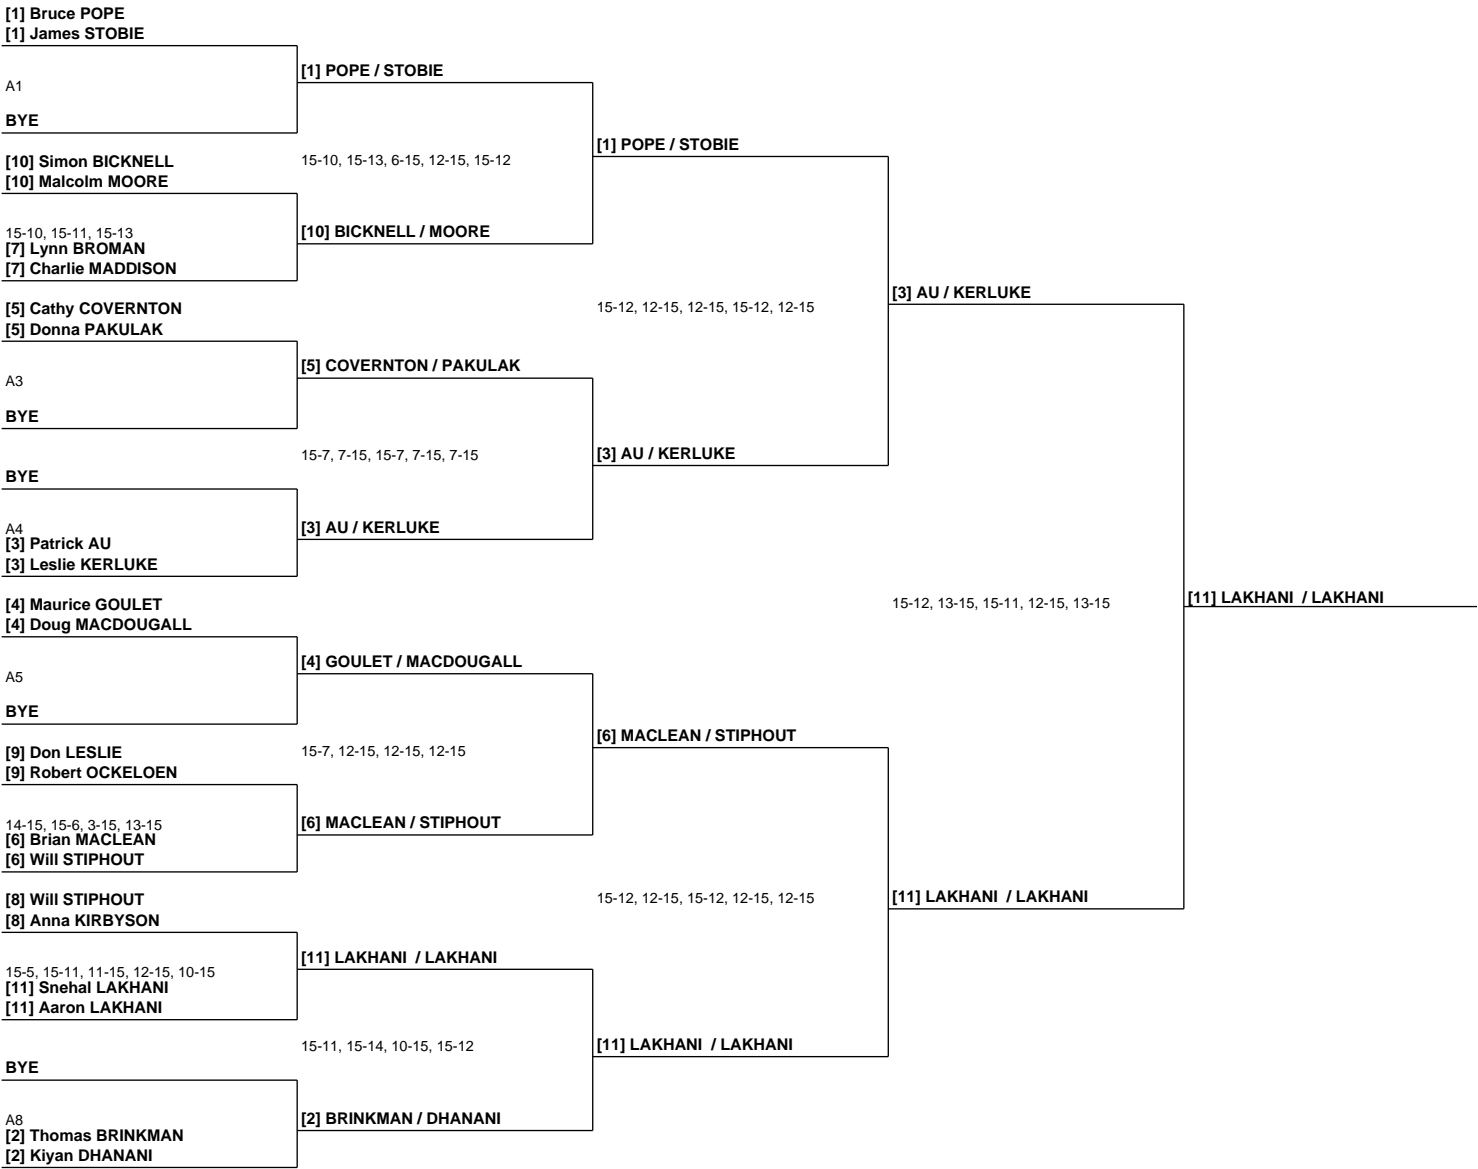 [1] Bruce POPE
[1] James STOBIE
[1] POPE / STOBIE
A1
BYE
[1] POPE / STOBIE
[10] Simon BICKNELL
15-10, 15-13, 6-15, 12-15, 15-12
[10] Malcolm MOORE
15-10, 15-11, 15-13
[10] BICKNELL / MOORE
[7] Lynn BROMAN
[7] Charlie MADDISON
[3] AU / KERLUKE
[5] Cathy COVERNTON
15-12, 12-15, 12-15, 15-12, 12-15
[5] Donna PAKULAK
[5] COVERNTON / PAKULAK
A3
BYE
15-7, 7-15, 15-7, 7-15, 7-15
[3] AU / KERLUKE
BYE
A4
[3] AU / KERLUKE
[3] Patrick AU
[3] Leslie KERLUKE
[11] LAKHANI / LAKHANI
[4] Maurice GOULET
15-12, 13-15, 15-11, 12-15, 13-15
[4] Doug MACDOUGALL
[4] GOULET / MACDOUGALL
A5
BYE
[6] MACLEAN / STIPHOUT
[9] Don LESLIE
15-7, 12-15, 12-15, 12-15
[9] Robert OCKELOEN
14-15, 15-6, 3-15, 13-15
[6] MACLEAN / STIPHOUT
[6] Brian MACLEAN
[6] Will STIPHOUT
[8] Will STIPHOUT
15-12, 12-15, 15-12, 12-15, 12-15
[11] LAKHANI / LAKHANI
[8] Anna KIRBYSON
[11] LAKHANI / LAKHANI
15-5, 15-11, 11-15, 12-15, 10-15
[11] Snehal LAKHANI
[11] Aaron LAKHANI
15-11, 15-14, 10-15, 15-12
[11] LAKHANI / LAKHANI
BYE
A8
[2] BRINKMAN / DHANANI
[2] Thomas BRINKMAN
[2] Kiyan DHANANI